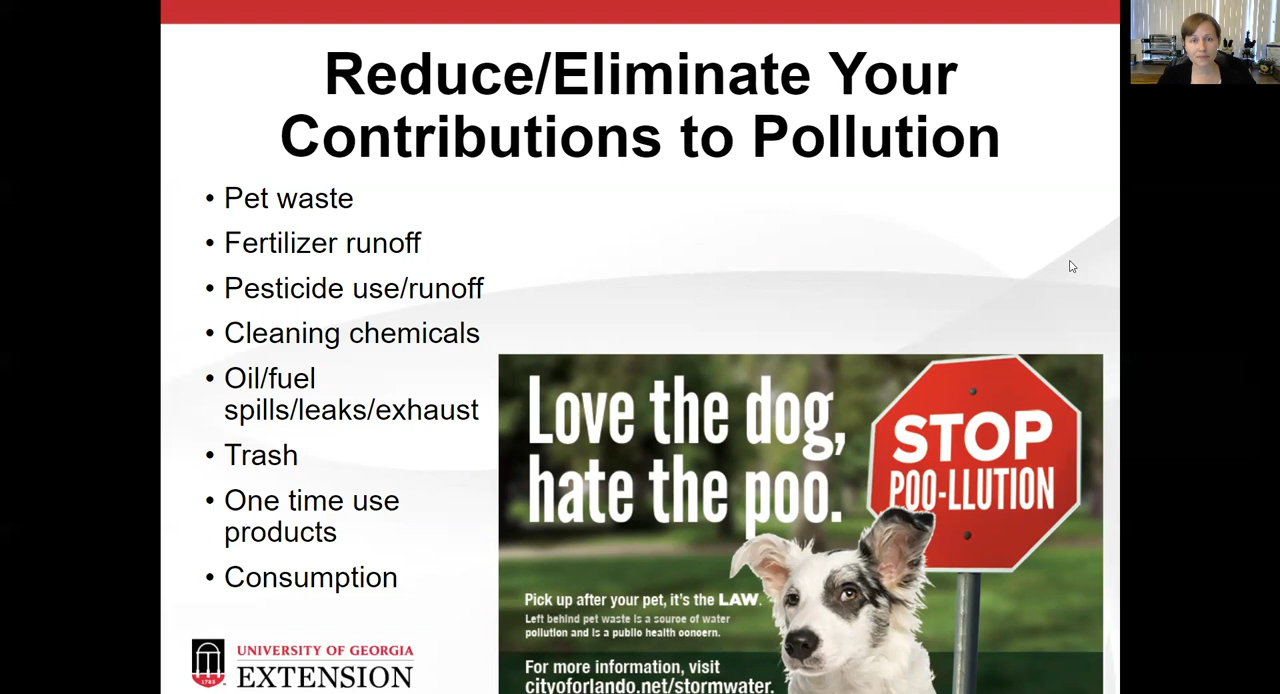 Reduce/Eliminate Your
Contributions to Pollution
• Pet waste
• Fertilizer runoff
• Pesticide use/runoff
• Cleaning chemicals
• Oil/fuel
spills/leaks/exhaust
• Trash
• One time use
products
• Consumption
Love the dog,
hate the poo.
STOP
POO-LLUTION
Pick up after your pet, it's the LAW.
Left behind pet waste is a source of water
pollution and is a public health concern.
For more information, visit
cityoforlando.net/stormwater.
1785
UNIVERSITY OF GEORGIA
EXTENSION